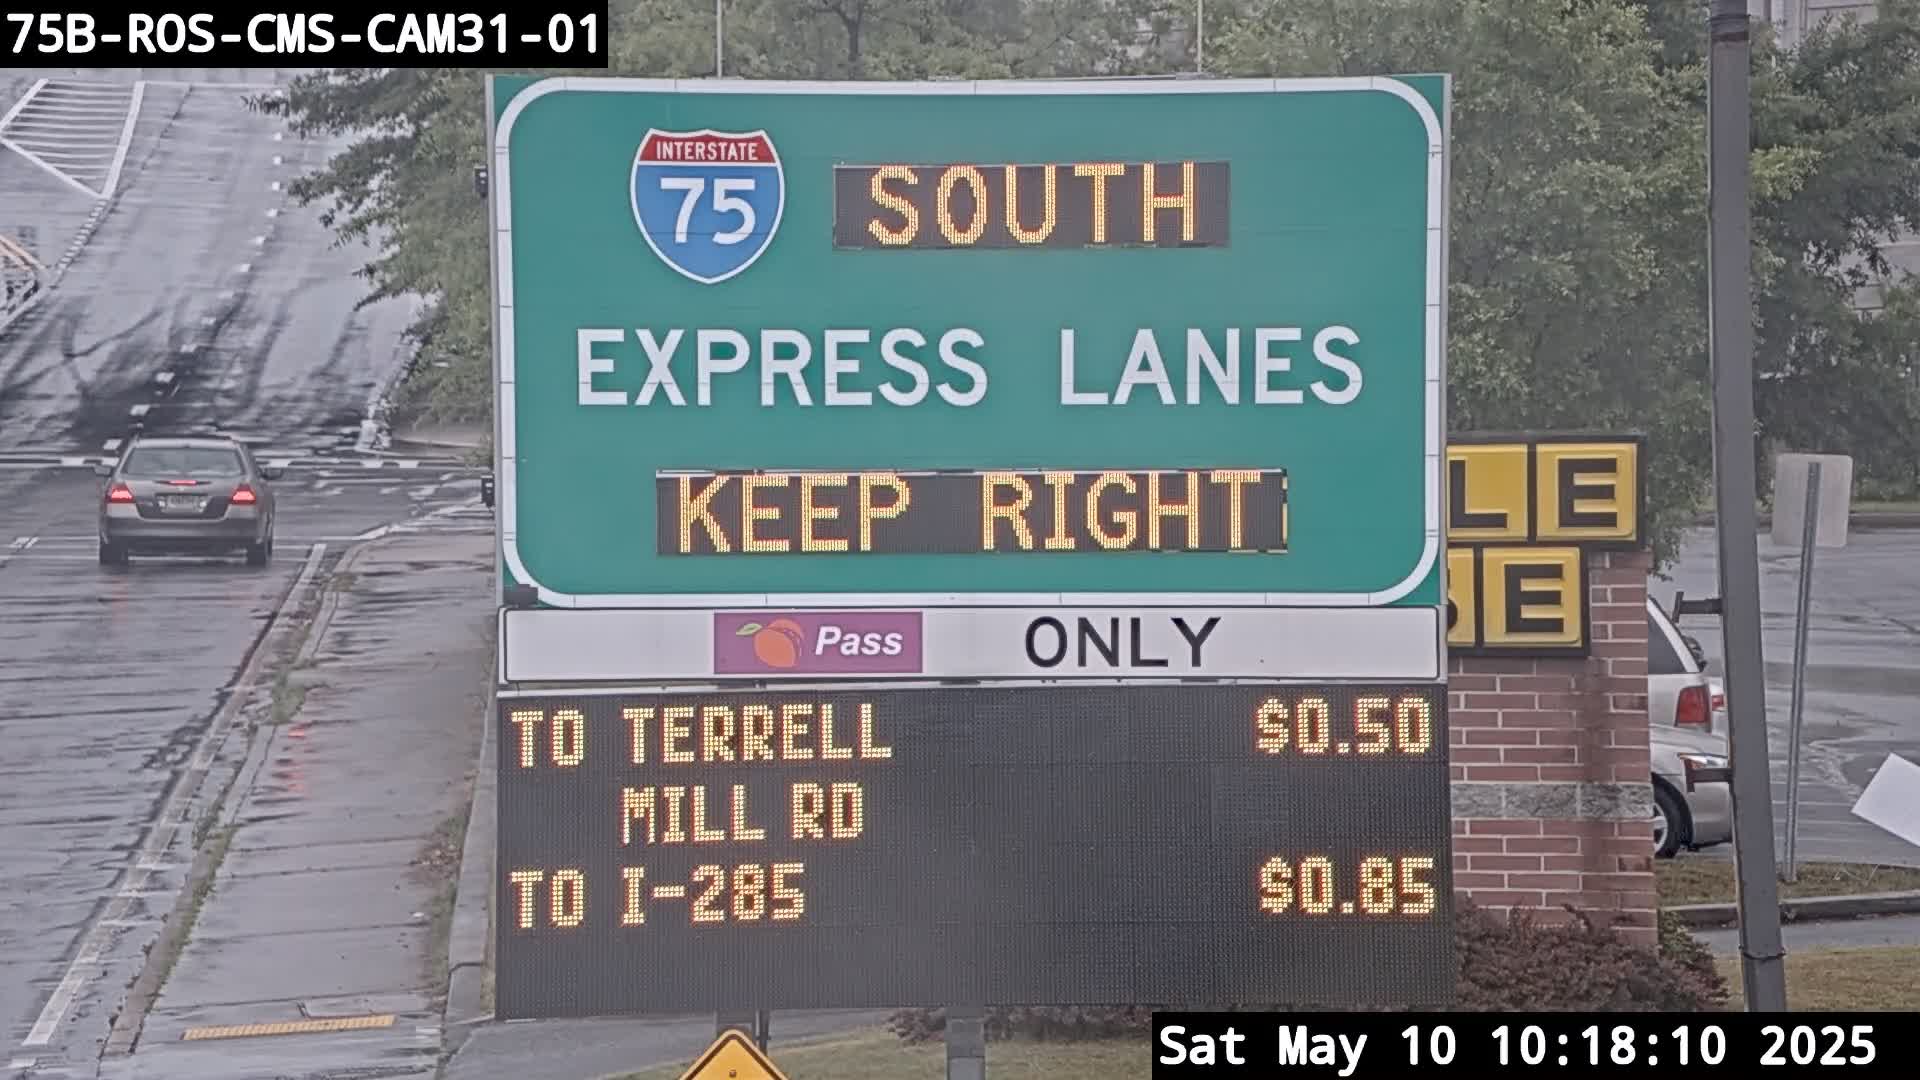 75B-ROS-CMS-CAM31-01
INTERSTATE
75
SOUTH
EXPRESS LANES
KEEP RIGHT
LE
E
Pass ONLY
TO TERRELL $0.50
MILL RD
TO I-285 $0.85
Sat May 10 10:18:10 2025